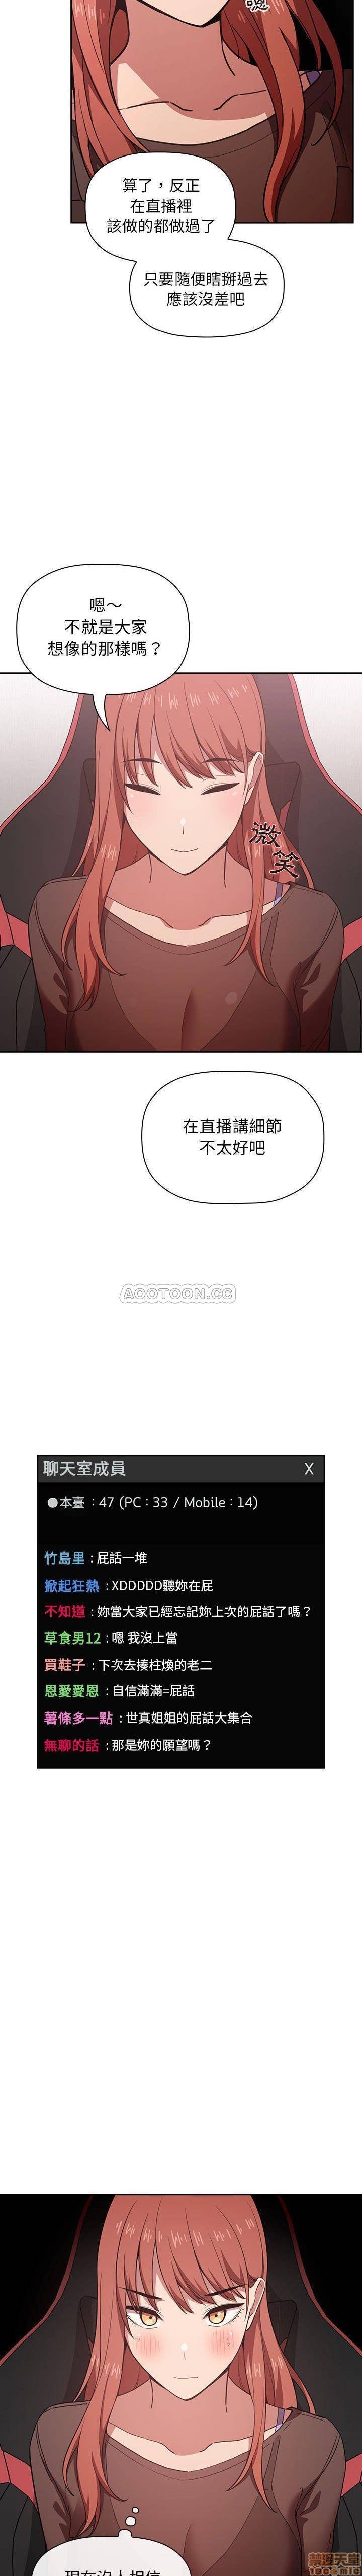 嗯
算了，反正
在直播裡
該做的都做過了
只要隨便瞎掰過去
應該沒差吧
嗯～
不就是大家
想像的那樣嗎？
微笑
在直播講細節
不太好吧
AOOTOON.CC
聊天室成員 X
●本臺：47 (PC：33 / Mobile：14)
竹島里：屁話一堆
掀起狂熱：XDDDDD聽妳在屁
不知道：妳當大家已經忘記妳上次的屁話了嗎？
草食男12：嗯 我沒上當
買鞋子：下次去揍柱煥的老二
恩愛愛恩：自信滿滿=屁話
薯條多一點：世真姐姐的屁話大集合
無聊的話：那是妳的願望嗎？
現在沒人相信